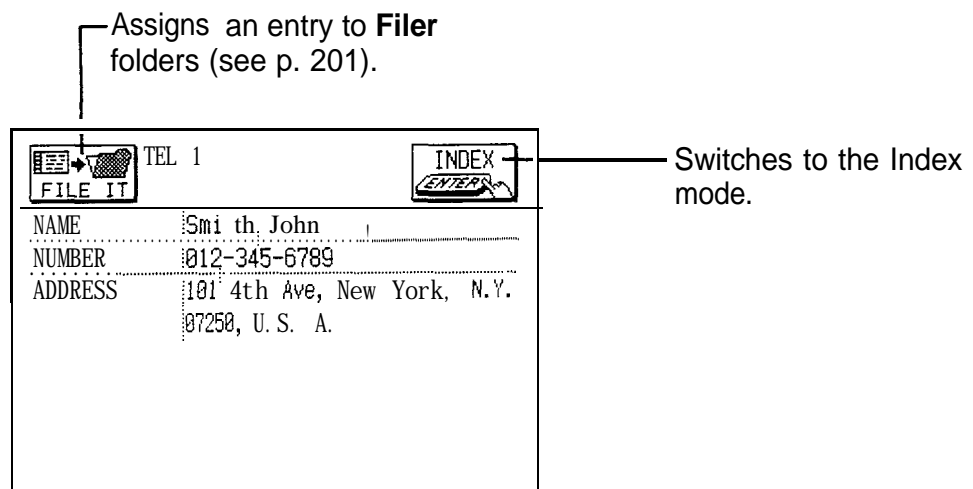 Assigns an entry to Filer
folders (see p. 201).
TEL 1
FILE IT
INDEX
ENTER
Switches to the Index
mode.
NAME Smi th, John
NUMBER 012-345-6789
ADDRESS 101 4th Ave, New York, N.Y.
07250, U.S. A.